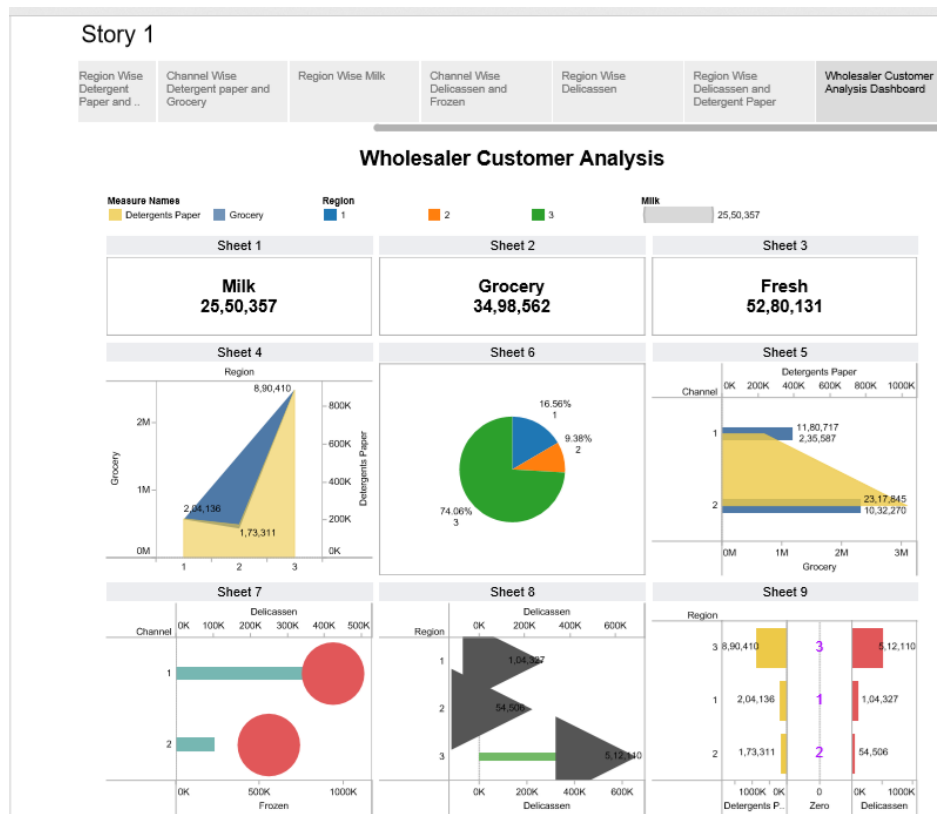 Story 1
Region Wise
Detergent
Paper and ..
Channel Wise
Detergent paper and
Grocery
Region Wise Milk
Channel Wise
Delicassen and
Frozen
Region Wise
Delicassen
Region Wise
Delicassen and
Detergent Paper
Wholesaler Customer
Analysis Dashboard
Wholesaler Customer Analysis
Measure Names
Detergents Paper
Grocery
Region
1
2
3
Milk
25,50,357
Sheet 1
Milk
25,50,357
Sheet 2
Grocery
34,98,562
Sheet 3
Fresh
52,80,131
Sheet 4
Region
8,90,410
2M
1M
0M
Grocery
2,04,136
1,73,311
800K
600K
400K
200K
0K
Detergents Paper
1 2 3
Sheet 6
16.56%
1
9.38%
2
74.06%
3
Sheet 5
Detergents Paper
Channel
0K 200K 400K 600K 800K 1000K
1
11,80,717
2,35,587
2
23,17,845
10,32,270
0M 1M 2M 3M
Grocery
Sheet 7
Delicassen
Channel
0K 100K 200K 300K 400K 500K
1
2
0K 500K 1000K
Frozen
Sheet 8
Delicassen
Region
0K 200K 400K 600K
1
1,04,327
2
54,506
3
5,12,110
0K 200K 400K 600K
Delicassen
Sheet 9
Region
3 8,90,410 3 5,12,110
1 2,04,136 1 1,04,327
2 1,73,311 2 54,506
1000K 0K 0 0K 1000K
Detergents P.. Zero Delicassen